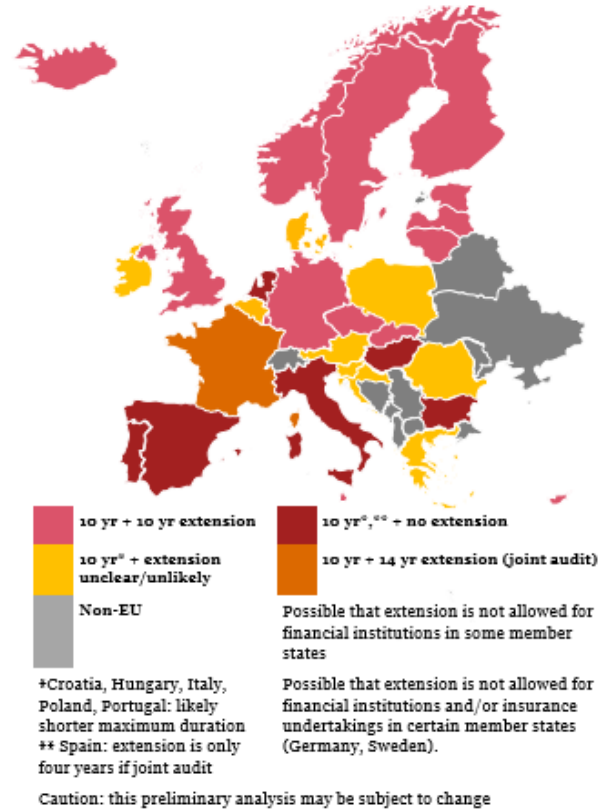 10 yr + 10 yr extension
10 yr*,** + no extension
10 yr* + extension
unclear/unlikely
10 yr + 14 yr extension (joint audit)
Non-EU
Possible that extension is not allowed for
financial institutions in some member
states
*Croatia, Hungary, Italy,
Poland, Portugal: likely
shorter maximum duration
** Spain: extension is only
four years if joint audit
Possible that extension is not allowed for
financial institutions and/or insurance
undertakings in certain member states
(Germany, Sweden).
Caution: this preliminary analysis may be subject to change